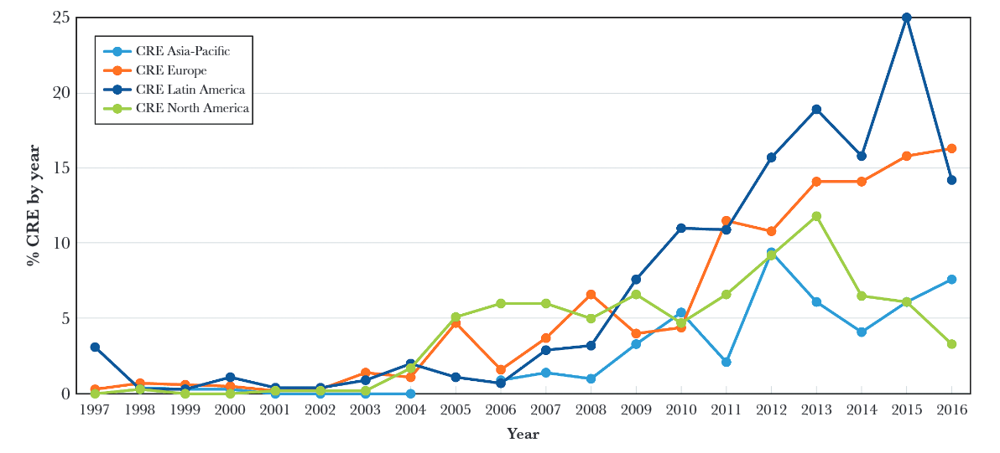 25
20
15
10
5
0
% CRE by year
CRE Asia-Pacific
CRE Europe
CRE Latin America
CRE North America
1997 1998 1999 2000 2001 2002 2003 2004 2005 2006 2007 2008 2009 2010 2011 2012 2013 2014 2015 2016
Year